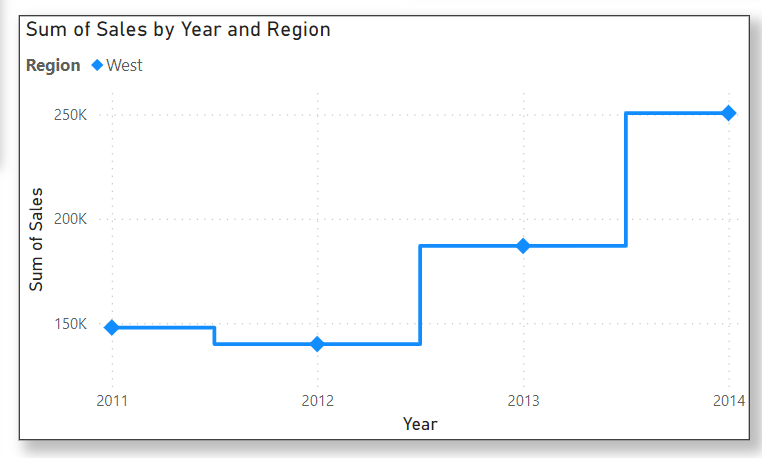 Sum of Sales by Year and Region
Region West
250K
200K
150K
Sum of Sales
2011 2012 2013 2014
Year